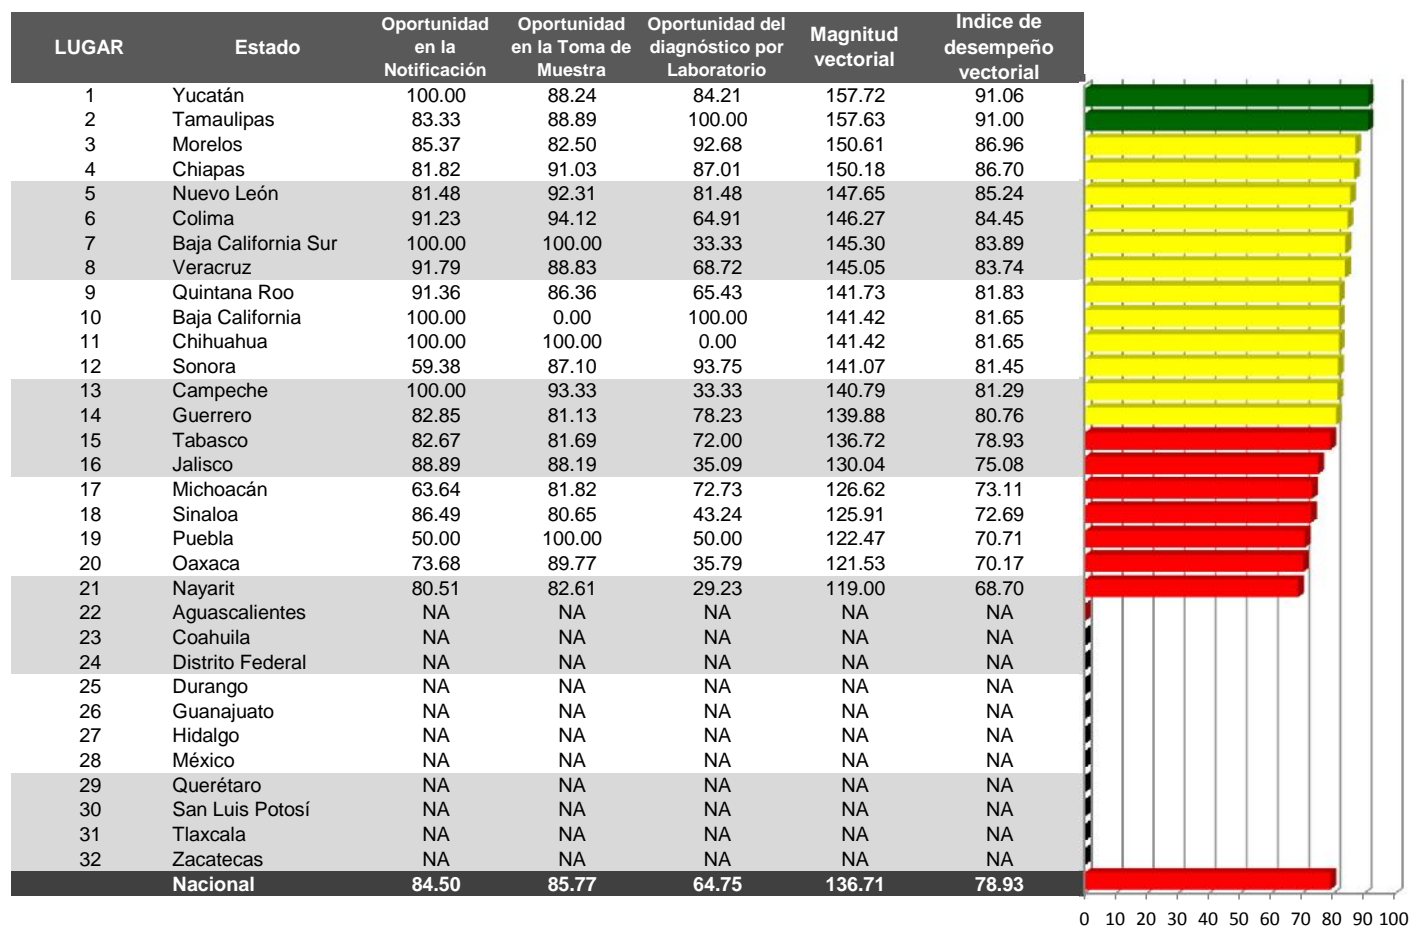 LUGAR Estado Oportunidad en la Notificación Oportunidad en la Toma de Muestra Oportunidad del diagnóstico por Laboratorio Magnitud vectorial Indice de desempeño vectorial
1 Yucatán 100.00 88.24 84.21 157.72 91.06
2 Tamaulipas 83.33 88.89 100.00 157.63 91.00
3 Morelos 85.37 82.50 92.68 150.61 86.96
4 Chiapas 81.82 91.03 87.01 150.18 86.70
5 Nuevo León 81.48 92.31 81.48 147.65 85.24
6 Colima 91.23 94.12 64.91 146.27 84.45
7 Baja California Sur 100.00 100.00 33.33 145.30 83.89
8 Veracruz 91.79 88.83 68.72 145.05 83.74
9 Quintana Roo 91.36 86.36 65.43 141.73 81.83
10 Baja California 100.00 0.00 100.00 141.42 81.65
11 Chihuahua 100.00 100.00 0.00 141.42 81.65
12 Sonora 59.38 87.10 93.75 141.07 81.45
13 Campeche 100.00 93.33 33.33 140.79 81.29
14 Guerrero 82.85 81.13 78.23 139.88 80.76
15 Tabasco 82.67 81.69 72.00 136.72 78.93
16 Jalisco 88.89 88.19 35.09 130.04 75.08
17 Michoacán 63.64 81.82 72.73 126.62 73.11
18 Sinaloa 86.49 80.65 43.24 125.91 72.69
19 Puebla 50.00 100.00 50.00 122.47 70.71
20 Oaxaca 73.68 89.77 35.79 121.53 70.17
21 Nayarit 80.51 82.61 29.23 119.00 68.70
22 Aguascalientes NA NA NA NA NA
23 Coahuila NA NA NA NA NA
24 Distrito Federal NA NA NA NA NA
25 Durango NA NA NA NA NA
26 Guanajuato NA NA NA NA NA
27 Hidalgo NA NA NA NA NA
28 México NA NA NA NA NA
29 Querétaro NA NA NA NA NA
30 San Luis Potosí NA NA NA NA NA
31 Tlaxcala NA NA NA NA NA
32 Zacatecas NA NA NA NA NA
Nacional 84.50 85.77 64.75 136.71 78.93
0 10 20 30 40 50 60 70 80 90 100